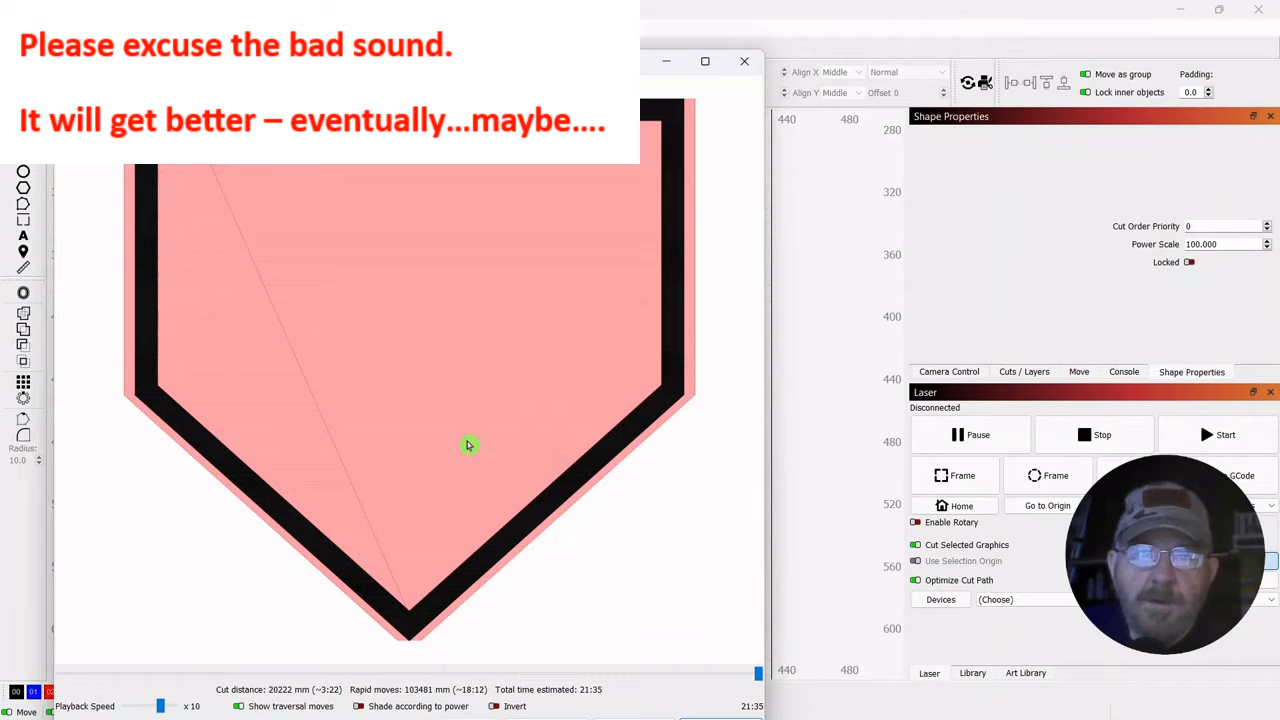 Please excuse the bad sound.
It will get better – eventually...maybe....
Align X Middle Normal
Align Y Middle Offset 0
Move as group
Lock inner objects
Padding:
0.0
440 480
280
320
360
400
440
480
520
560
600
440 480
Shape Properties
Cut Order Priority 0
Power Scale 100.000
Locked
Camera Control Cuts / Layers Move Console Shape Properties
Laser
Disconnected
Pause Stop Start
Frame Frame GCode
Home Go to Origin
Enable Rotary
Cut Selected Graphics
Use Selection Origin
Optimize Cut Path
Devices (Choose)
Laser Library Art Library
Radius:
10.0
00 01 02
Move
Cut distance: 20222 mm (~3:22) Rapid moves: 103481 mm (~18:12) Total time estimated: 21:35
Playback Speed x 10 Show traversal moves Shade according to power Invert 21:35